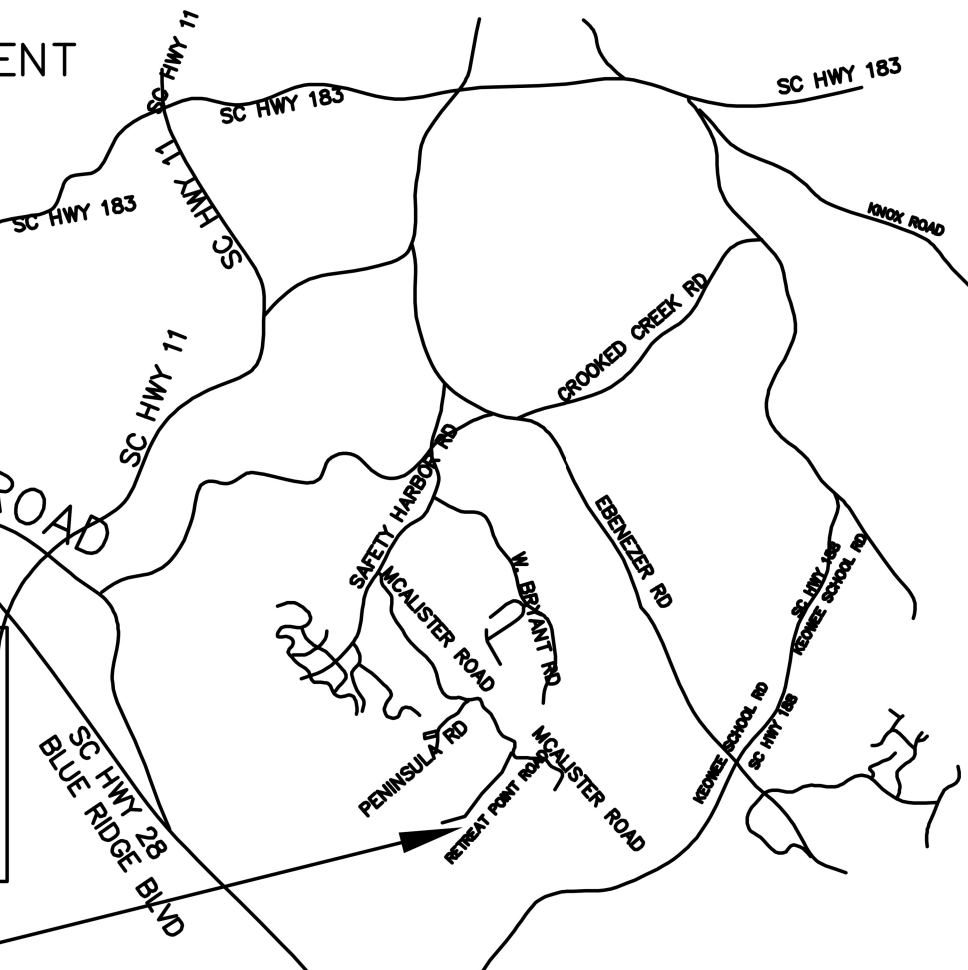 ENT
SC HWY 11
SC HWY 183
SC HWY 183
SC HWY 183
SC HWY 11
KNOX ROAD
CROOKED CREEK RD
SC HWY 11
ROAD
SAFETY HARBOR RD
EBENEZER RD
W. BRYANT RD
MCALISTER ROAD
SC HWY 188
KEOWEE SCHOOL RD
KEOWEE SCHOOL RD
SC HWY 188
PENINSULA RD
MCALISTER ROAD
RETREAT POINT ROAD
SC HWY 28
BLUE RIDGE BLVD